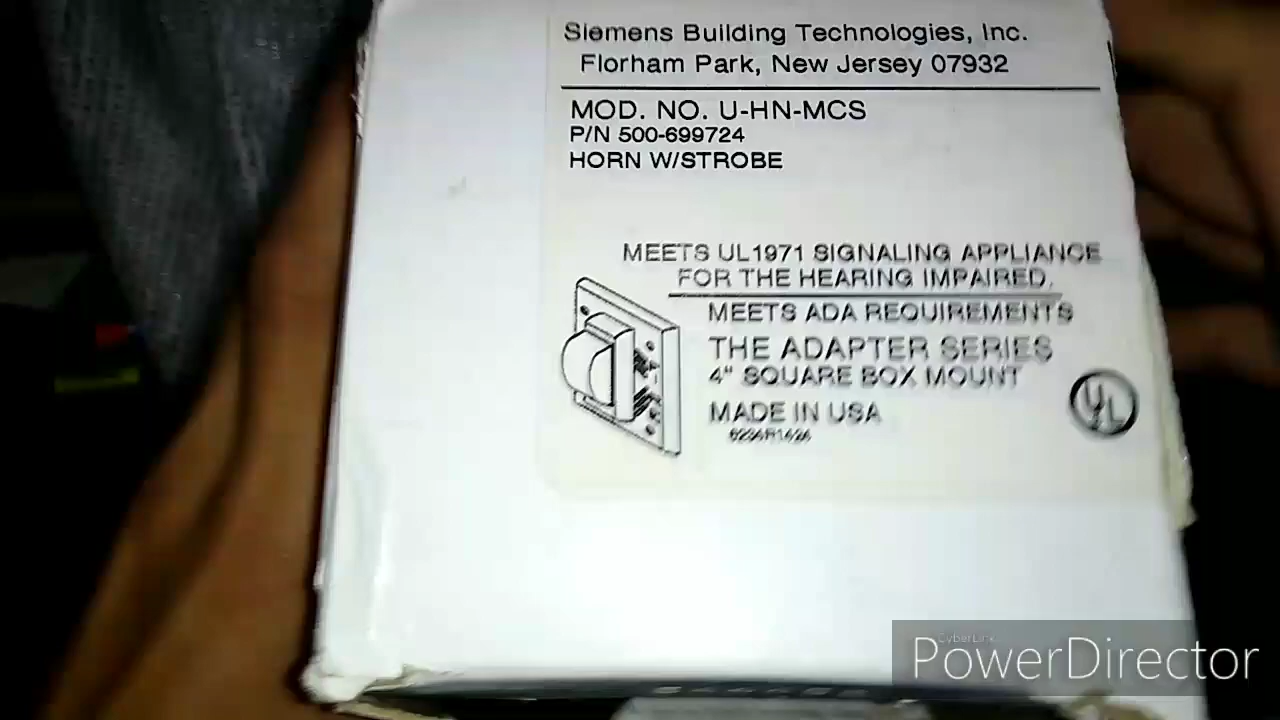 Siemens Building Technologies, Inc.
Florham Park, New Jersey 07932
MOD. NO. U-HN-MCS
P/N 500-699724
HORN W/STROBE
MEETS UL1971 SIGNALING APPLIANCE
FOR THE HEARING IMPAIRED.
MEETS ADA REQUIREMENTS
THE ADAPTER SERIES
4" SQUARE BOX MOUNT
MADE IN USA
UL
CyberLink
PowerDirector